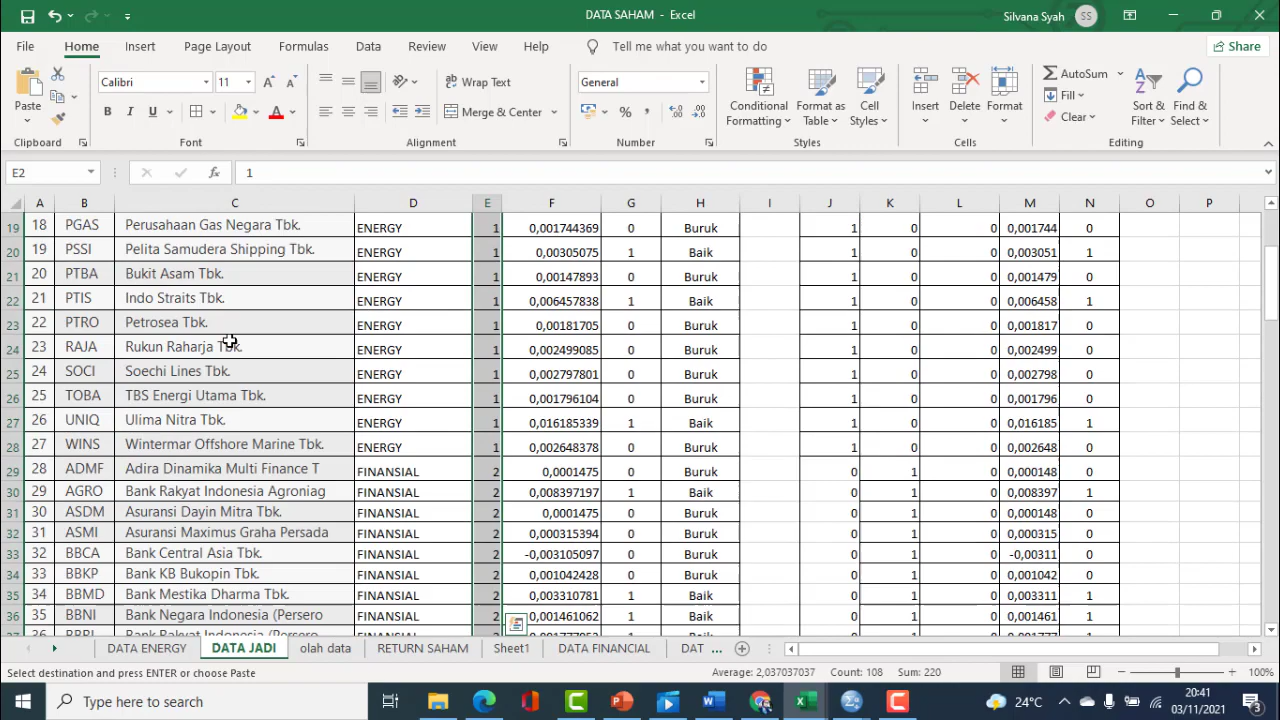 DATA SAHAM - Excel
Silvana Syah SS
File Home Insert Page Layout Formulas Data Review View Help Tell me what you want to do Share
Calibri 11 Wrap Text General AutoSum
Paste Conditional Formatting Format as Table Cell Styles Insert Delete Format Fill Sort & Filter Find & Select
B I U Merge & Center % Clear
Clipboard Font Alignment Number Styles Cells Editing
E2 fx 1
A B C D E F G H I J K L M N O P
19 18 PGAS Perusahaan Gas Negara Tbk. ENERGY 1 0,001744369 0 Buruk 1 0 0 0,001744 0
20 19 PSSI Pelita Samudera Shipping Tbk. ENERGY 1 0,00305075 1 Baik 1 0 0 0,003051 1
21 20 PTBA Bukit Asam Tbk. ENERGY 1 0,00147893 0 Buruk 1 0 0 0,001479 0
22 21 PTIS Indo Straits Tbk. ENERGY 1 0,006457838 1 Baik 1 0 0 0,006458 1
23 22 PTRO Petrosea Tbk. ENERGY 1 0,00181705 0 Buruk 1 0 0 0,001817 0
24 23 RAJA Rukun Raharja Tbk. ENERGY 1 0,002499085 0 Buruk 1 0 0 0,002499 0
25 24 SOCI Soechi Lines Tbk. ENERGY 1 0,002797801 0 Buruk 1 0 0 0,002798 0
26 25 TOBA TBS Energi Utama Tbk. ENERGY 1 0,001796104 0 Buruk 1 0 0 0,001796 0
27 26 UNIQ Ulima Nitra Tbk. ENERGY 1 0,016185339 1 Baik 1 0 0 0,016185 1
28 27 WINS Wintermar Offshore Marine Tbk. ENERGY 1 0,002648378 0 Buruk 1 0 0 0,002648 0
29 28 ADMF Adira Dinamika Multi Finance T FINANSIAL 2 0,0001475 0 Buruk 0 1 0 0,000148 0
30 29 AGRO Bank Rakyat Indonesia Agroniag FINANSIAL 2 0,008397197 1 Baik 0 1 0 0,008397 1
31 30 ASDM Asuransi Dayin Mitra Tbk. FINANSIAL 2 0,0001475 0 Buruk 0 1 0 0,000148 0
32 31 ASMI Asuransi Maximus Graha Persada FINANSIAL 2 0,000315394 0 Buruk 0 1 0 0,000315 0
33 32 BBCA Bank Central Asia Tbk. FINANSIAL 2 -0,003105097 0 Buruk 0 1 0 -0,00311 0
34 33 BBKP Bank KB Bukopin Tbk. FINANSIAL 2 0,001042428 0 Buruk 0 1 0 0,001042 0
35 34 BBMD Bank Mestika Dharma Tbk. FINANSIAL 2 0,003310781 1 Baik 0 1 0 0,003311 1
36 35 BBNI Bank Negara Indonesia (Persero FINANSIAL 2 0,001461062 1 Baik 0 1 0 0,001461 1
DATA ENERGY DATA JADI olah data RETURN SAHAM Sheet1 DATA FINANCIAL DAT ...
Select destination and press ENTER or choose Paste Average: 2,037037037 Count: 108 Sum: 220 100%
Type here to search 24°C 20:41
03/11/2021 3